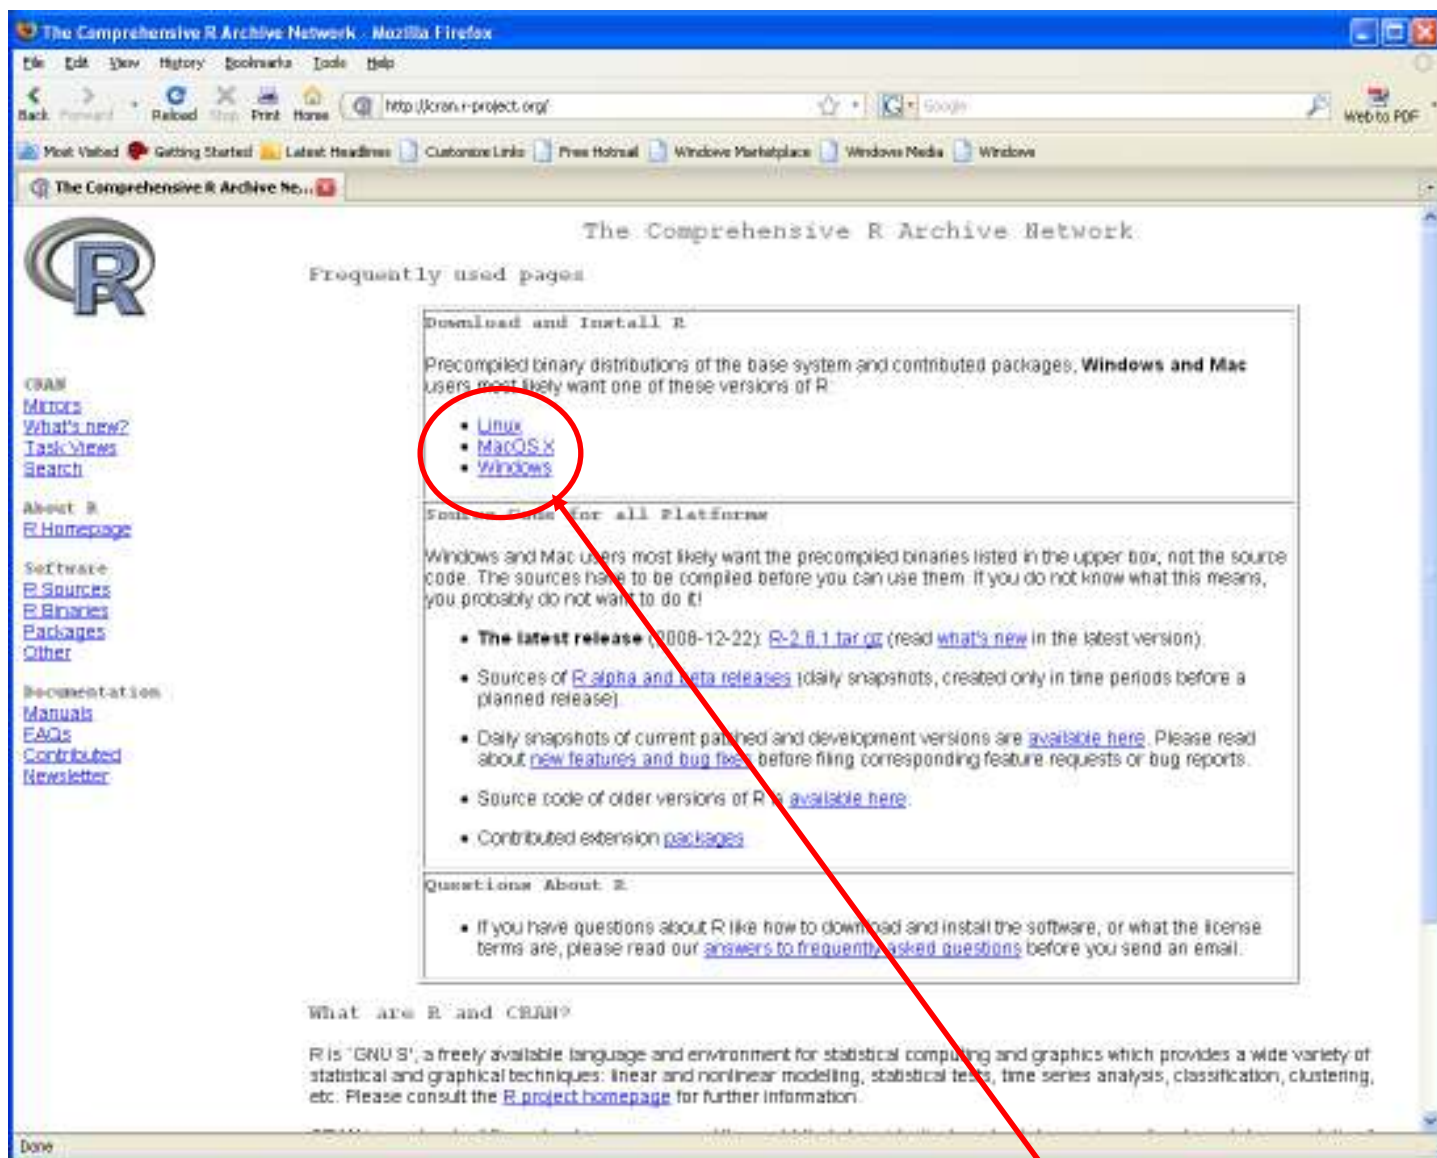 The Comprehensive R Archive Network - Mozilla Firefox
File Edit View History Bookmarks Tools Help
Back Forward Reload Stop Print Home http://cran.r-project.org/ Google Web to PDF
Most Visited Getting Started Latest Headlines Customize Links Free Hotmail Windows Marketplace Windows Media Windows
The Comprehensive R Archive Ne...
R
CRAN
Mirrors
What's new?
Task Views
Search
About R
R Homepage
Software
R Sources
R Binaries
Packages
Other
Documentation
Manuals
FAQs
Contributed
Newsletter
The Comprehensive R Archive Network
Frequently used pages
Download and Install R
Precompiled binary distributions of the base system and contributed packages, Windows and Mac
users most likely want one of these versions of R:
• Linux
• MacOS X
• Windows
Source Code for all Platforms
Windows and Mac users most likely want the precompiled binaries listed in the upper box, not the source
code. The sources have to be compiled before you can use them. If you do not know what this means,
you probably do not want to do it!
• The latest release (2008-12-22): R-2.8.1.tar.gz (read what's new in the latest version).
• Sources of R alpha and beta releases (daily snapshots, created only in time periods before a
planned release).
• Daily snapshots of current patched and development versions are available here. Please read
about new features and bug fixes before filing corresponding feature requests or bug reports.
• Source code of older versions of R is available here.
• Contributed extension packages
Questions About R
• If you have questions about R like how to download and install the software, or what the license
terms are, please read our answers to frequently asked questions before you send an email.
What are R and CRAN?
R is `GNU S', a freely available language and environment for statistical computing and graphics which provides a wide variety of
statistical and graphical techniques: linear and nonlinear modelling, statistical tests, time series analysis, classification, clustering,
etc. Please consult the R project homepage for further information.
Done